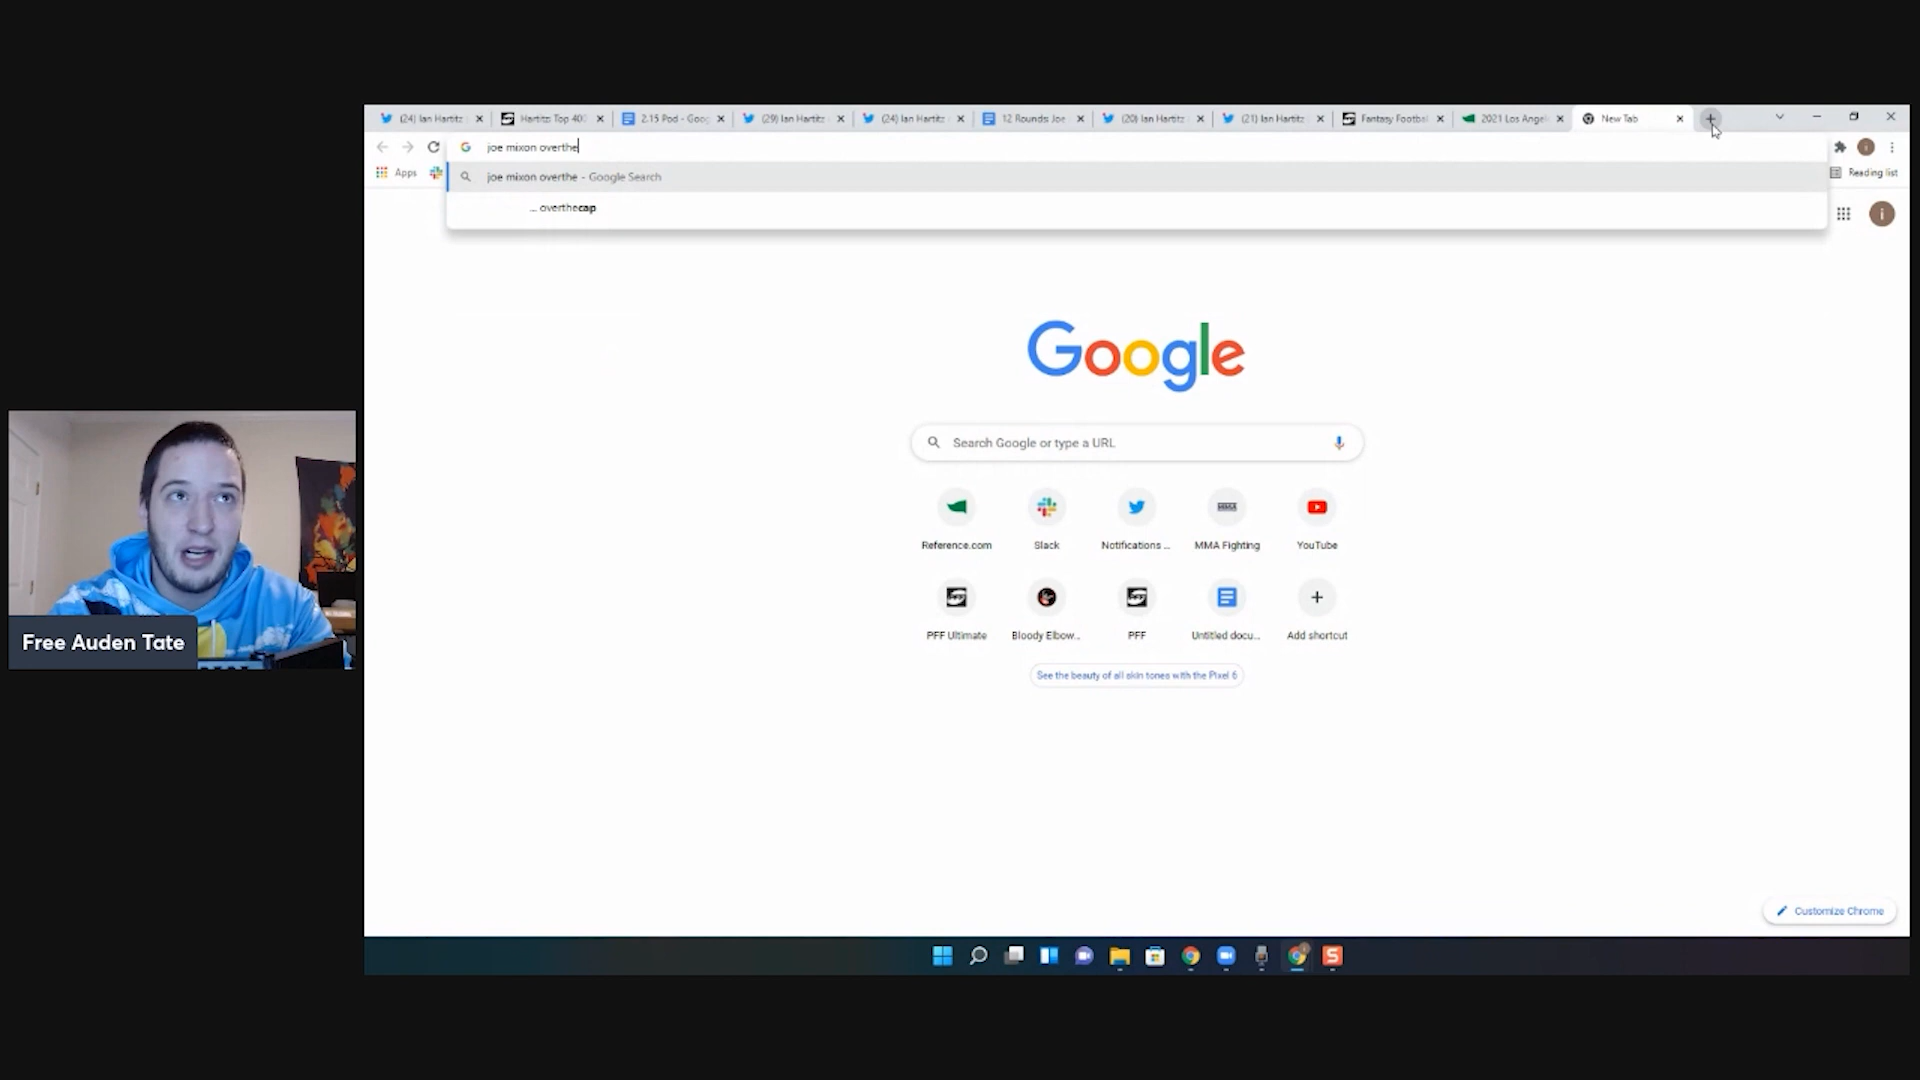 (24) Ian Hartitz
Hartitz Top 40
2.15 Pod - Goog
(29) Ian Hartitz
(24) Ian Hartitz
12 Rounds Joe
(20) Ian Hartitz
(21) Ian Hartitz
Fantasy Footbal
2021 Los Angel
New Tab
joe mixon overthe
Apps
joe mixon overthe - Google Search
Reading list
... overthecap
i
Google
Search Google or type a URL
Reference.com
Slack
Notifications ...
MMA Fighting
YouTube
PFF Ultimate
Bloody Elbow...
PFF
Untitled docu...
Add shortcut
See the beauty of all skin tones with the Pixel 6
Free Auden Tate
Customize Chrome